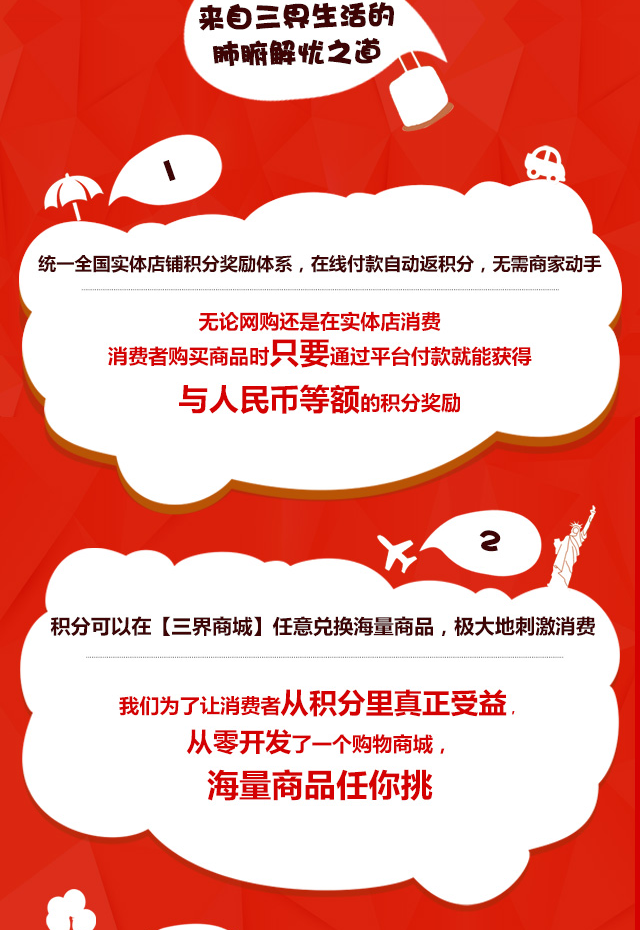 来自三界生活的
肺腑解忧之道
1
统一全国实体店铺积分奖励体系，在线付款自动返积分，无需商家动手
无论网购还是在实体店消费
消费者购买商品时只要通过平台付款就能获得
与人民币等额的积分奖励
2
积分可以在【三界商城】任意兑换海量商品，极大地刺激消费
我们为了让消费者从积分里真正受益，
从零开发了一个购物商城，
海量商品任你挑